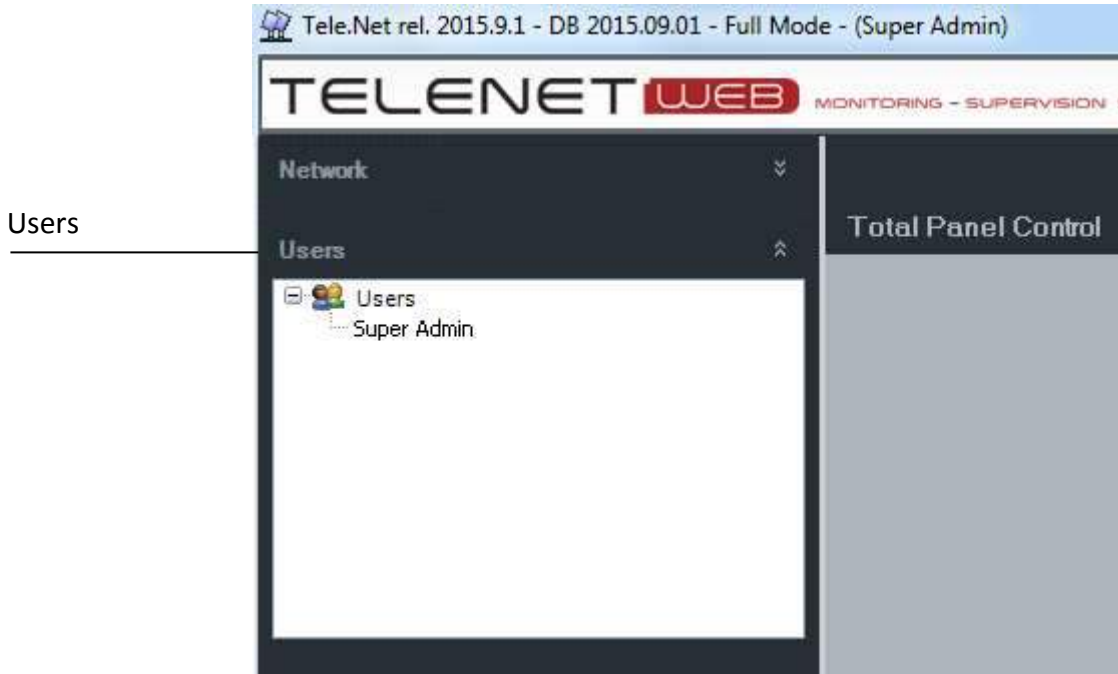 Tele.Net rel. 2015.9.1 - DB 2015.09.01 - Full Mode - (Super Admin)
TELENET WEB MONITORING - SUPERVISION
Network
Users
Total Panel Control
Users
Users
Super Admin